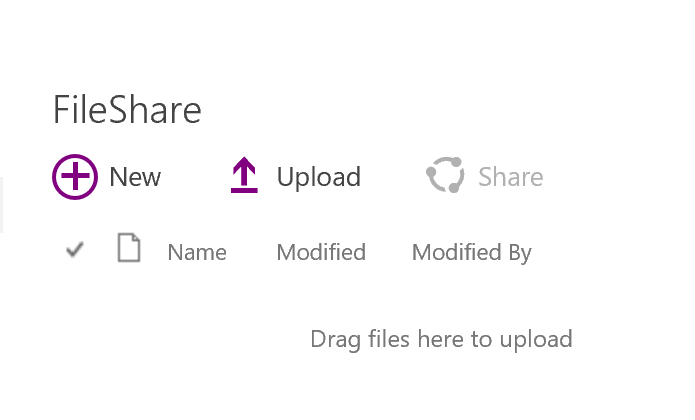 FileShare
New Upload Share
Name Modified Modified By
Drag files here to upload